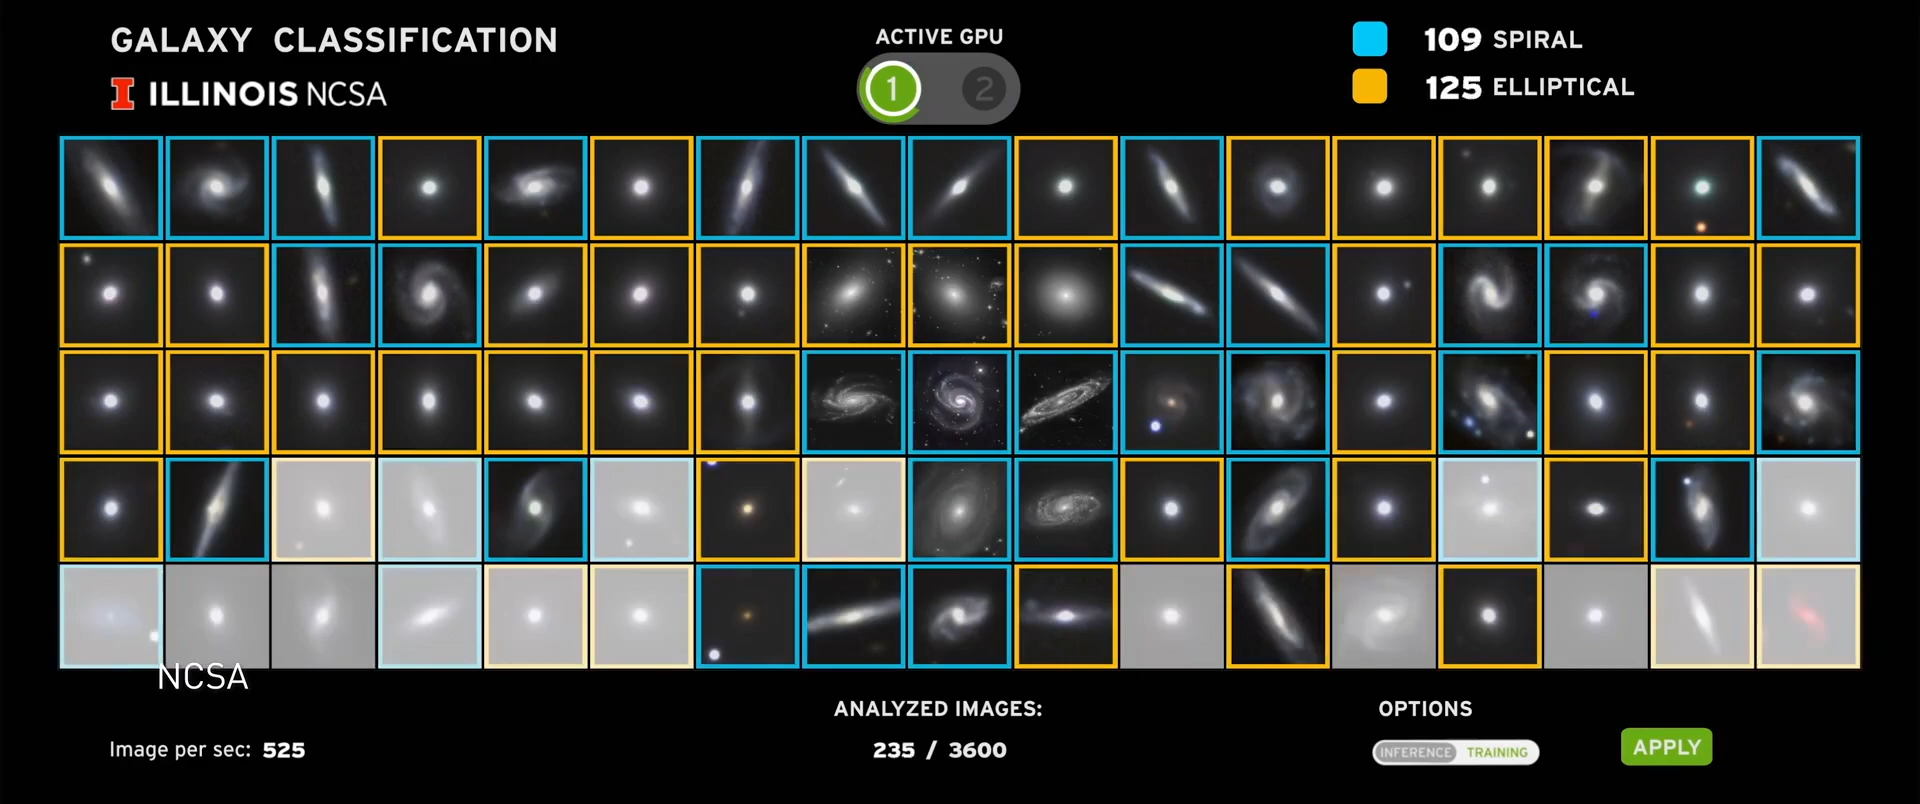 GALAXY CLASSIFICATION
I ILLINOIS NCSA
ACTIVE GPU
1 2
109 SPIRAL
125 ELLIPTICAL
NCSA
Image per sec: 525
ANALYZED IMAGES:
235 / 3600
OPTIONS
INFERENCE TRAINING
APPLY